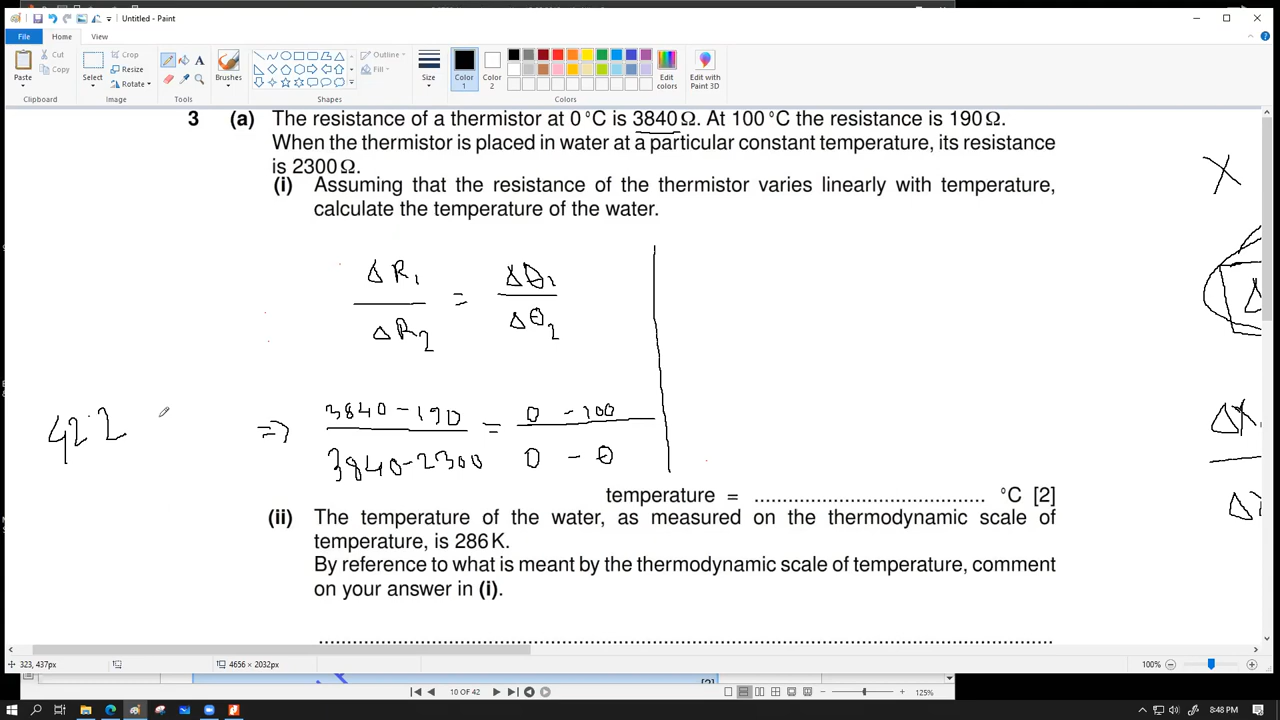 Untitled - Paint
File
Home
View
Paste
Cut
Copy
Clipboard
Select
Crop
Resize
Rotate
Image
A
Tools
Brushes
Outline
Fill
Shapes
Size
Color 1
Color 2
Edit colors
Colors
Edit with Paint 3D
3 (a) The resistance of a thermistor at 0 °C is 3840 Ω. At 100 °C the resistance is 190 Ω.
When the thermistor is placed in water at a particular constant temperature, its resistance
is 2300 Ω.
(i) Assuming that the resistance of the thermistor varies linearly with temperature,
calculate the temperature of the water.
X
Δ R1 / Δ R2 = Δθ1 / Δθ2
42.2
=> 3840 - 190 / 3840 - 2300 = 0 - 100 / 0 - θ
temperature = ........................................ °C [2]
(ii) The temperature of the water, as measured on the thermodynamic scale of
temperature, is 286 K.
By reference to what is meant by the thermodynamic scale of temperature, comment
on your answer in (i).
323, 437px
4656 × 2032px
100%
10 OF 42
125%
8:48 PM